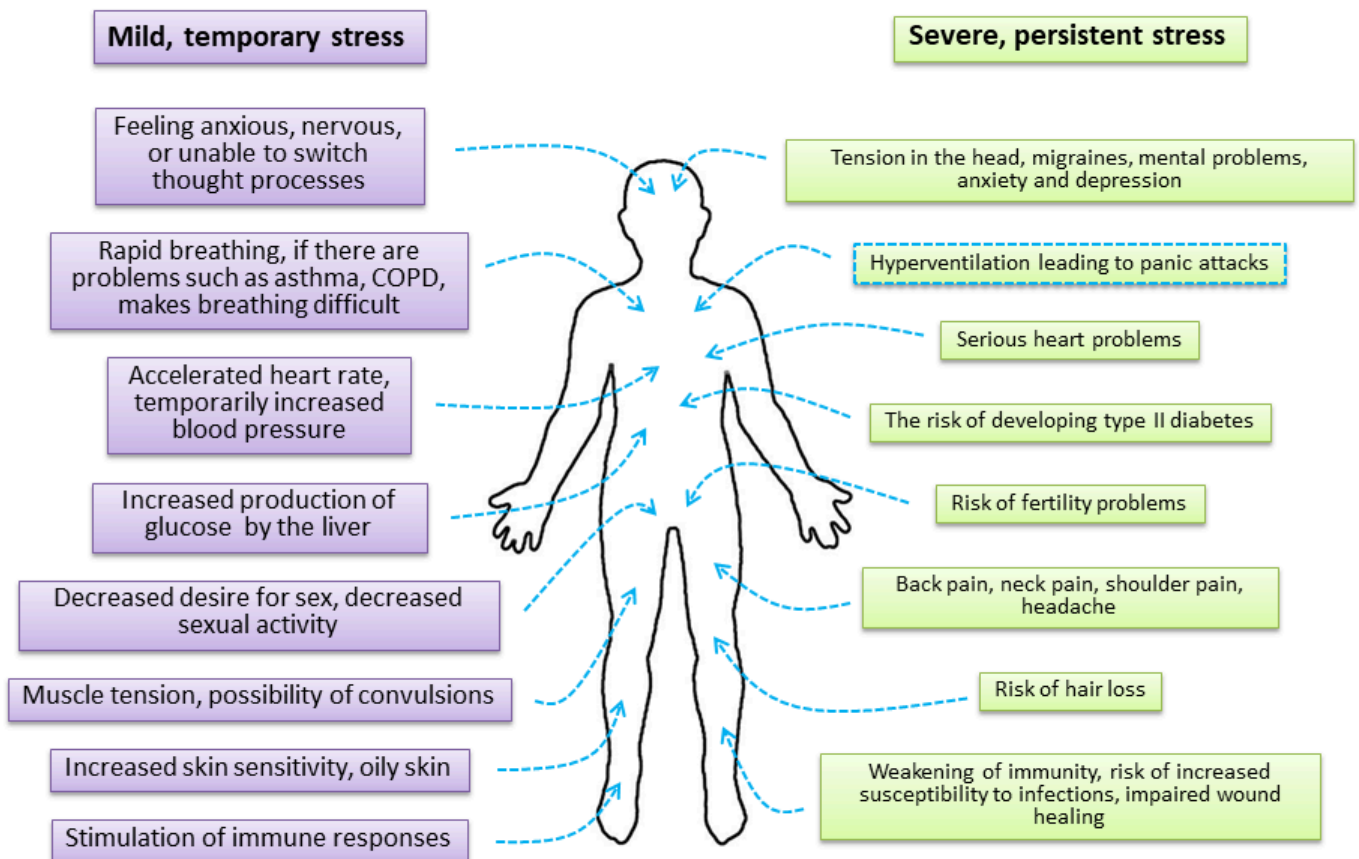 Mild, temporary stress
Feeling anxious, nervous,
or unable to switch
thought processes
Rapid breathing, if there are
problems such as asthma, COPD,
makes breathing difficult
Accelerated heart rate,
temporarily increased
blood pressure
Increased production of
glucose by the liver
Decreased desire for sex, decreased
sexual activity
Muscle tension, possibility of convulsions
Increased skin sensitivity, oily skin
Stimulation of immune responses
Severe, persistent stress
Tension in the head, migraines, mental problems,
anxiety and depression
Hyperventilation leading to panic attacks
Serious heart problems
The risk of developing type II diabetes
Risk of fertility problems
Back pain, neck pain, shoulder pain,
headache
Risk of hair loss
Weakening of immunity, risk of increased
susceptibility to infections, impaired wound
healing